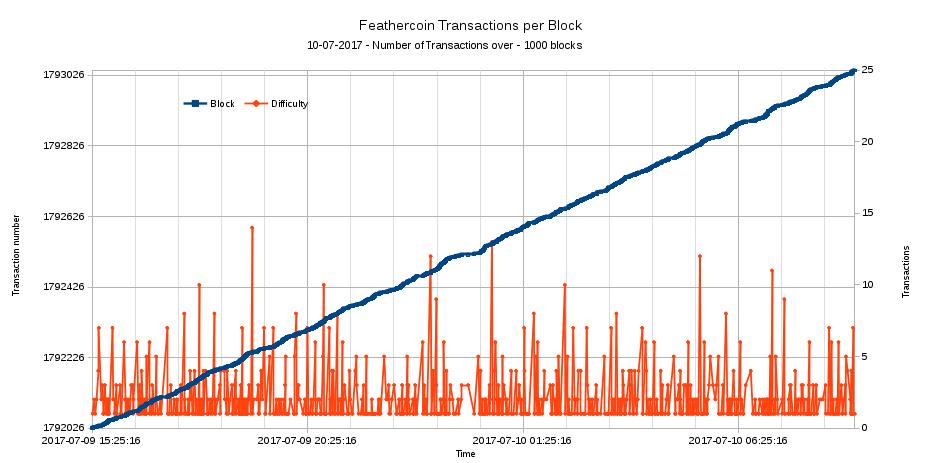 Feathercoin Transactions per Block
10-07-2017 - Number of Transactions over - 1000 blocks
1793026
1792826
1792626
1792426
1792226
1792026
25
20
15
10
5
0
Block
Difficulty
Transaction number
Transactions
2017-07-09 15:25:16
2017-07-09 20:25:16
2017-07-10 01:25:16
2017-07-10 06:25:16
Time